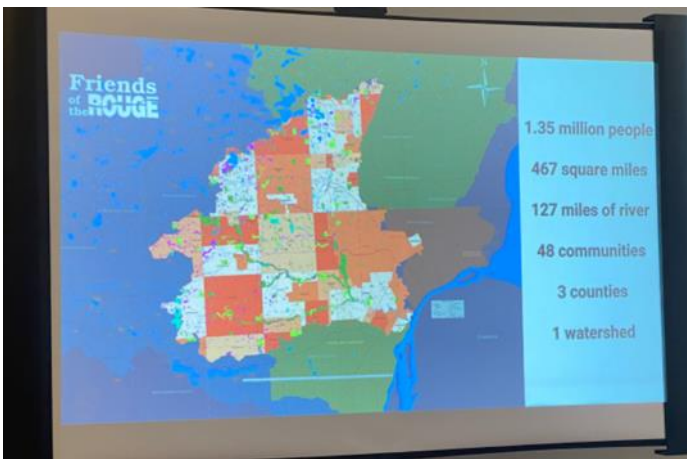 Friends
of
the ROUGE
1.35 million people
467 square miles
127 miles of river
48 communities
3 counties
1 watershed